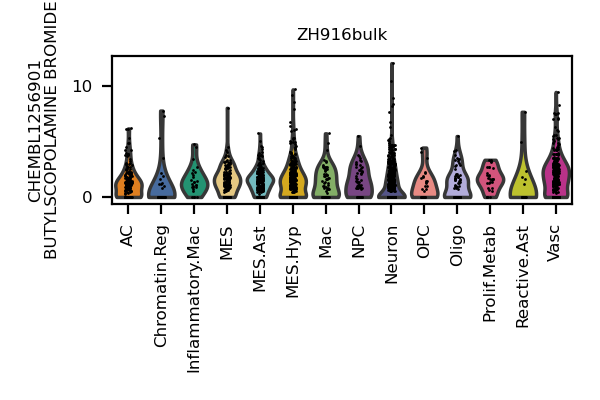 ZH916bulk
CHEMBL1256901
BUTYLSCOPOLAMINE BROMIDE
10
0
AC
Chromatin.Reg
Inflammatory.Mac
MES
MES.Ast
MES.Hyp
Mac
NPC
Neuron
OPC
Oligo
Prolif.Metab
Reactive.Ast
Vasc